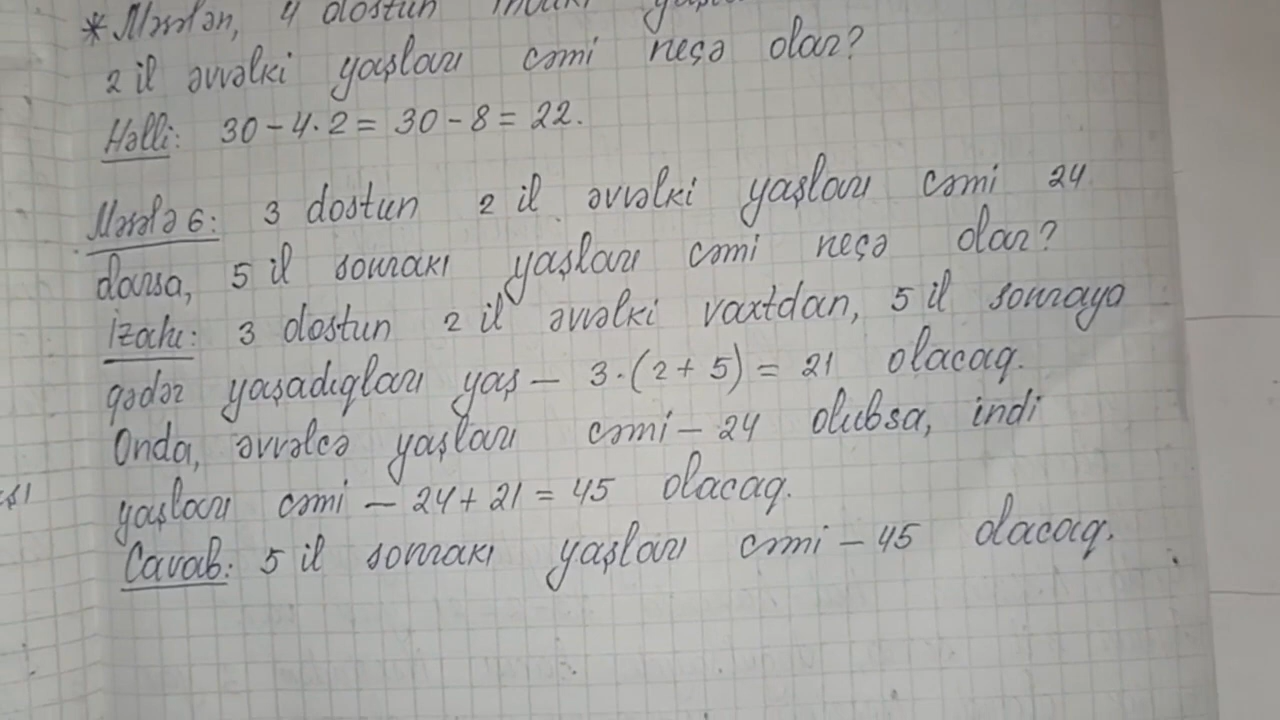 *Məsələn, 4 dostun indiki
2 il əvvəlki yaşları cəmi neçə olar?
Həlli: 30 - 4 · 2 = 30 - 8 = 22.
Məsələ 6: 3 dostun 2 il əvvəlki yaşları cəmi 24
darsa, 5 il sonrakı yaşları cəmi neçə olar?
İzahı: 3 dostun 2 il əvvəlki vaxtdan, 5 il sonraya
qədər yaşadıqları yaş - 3 · (2 + 5) = 21 olacaq.
Onda, əvvəlcə yaşları cəmi - 24 olubsa, indi
yaşları cəmi - 24 + 21 = 45 olacaq.
Cavab: 5 il sonrakı yaşları cəmi - 45 olacaq.